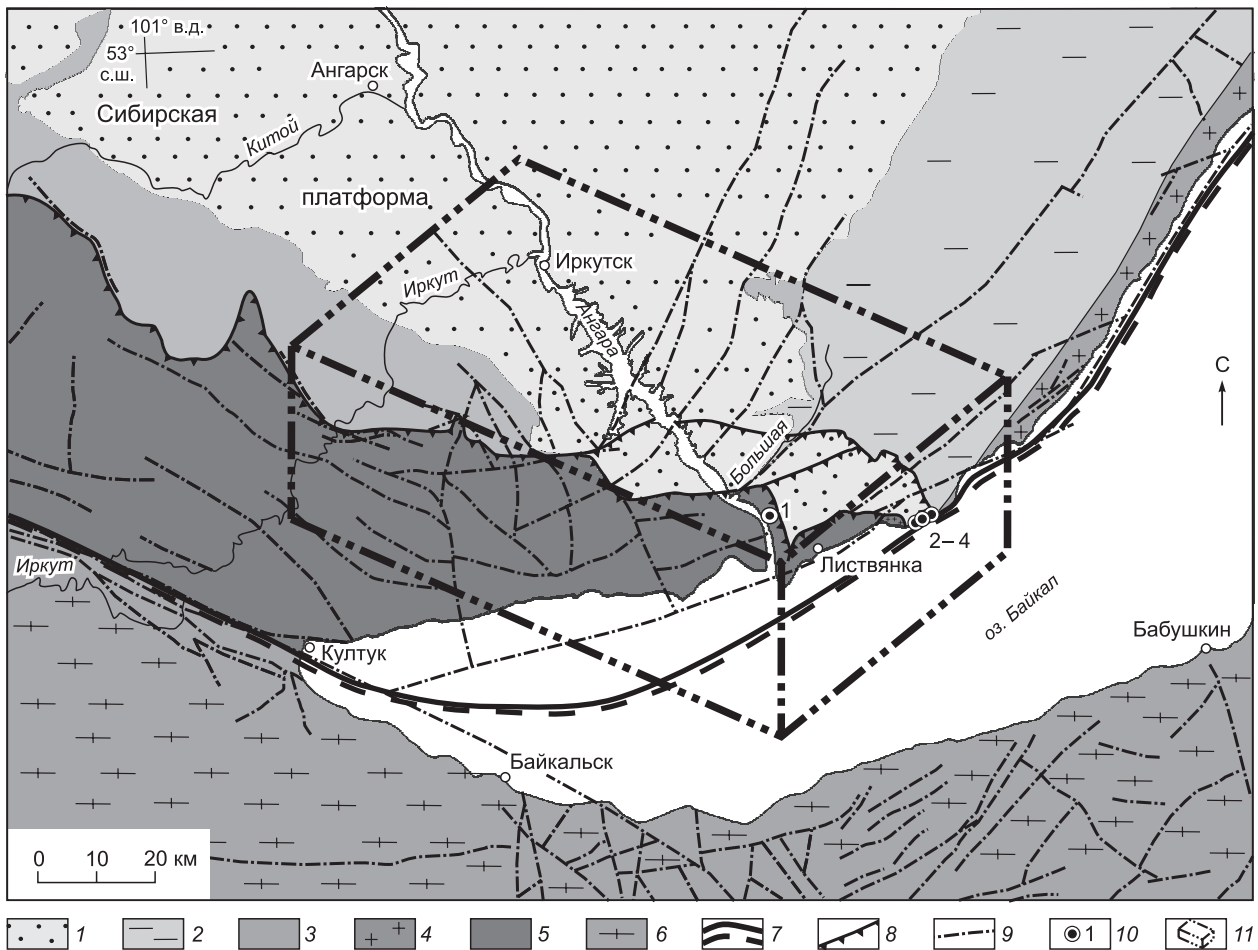 101° в.д.
53°
с.ш.
Ангарск
Сибирская
Китой
платформа
Иркутск
Иркут
Ангара
С
Большая
1
2–4
Листвянка
Иркут
оз. Байкал
Бабушкин
Култук
Байкальск
0 10 20 км
1 2 3 4 5 6 7 8 9 1 10 11